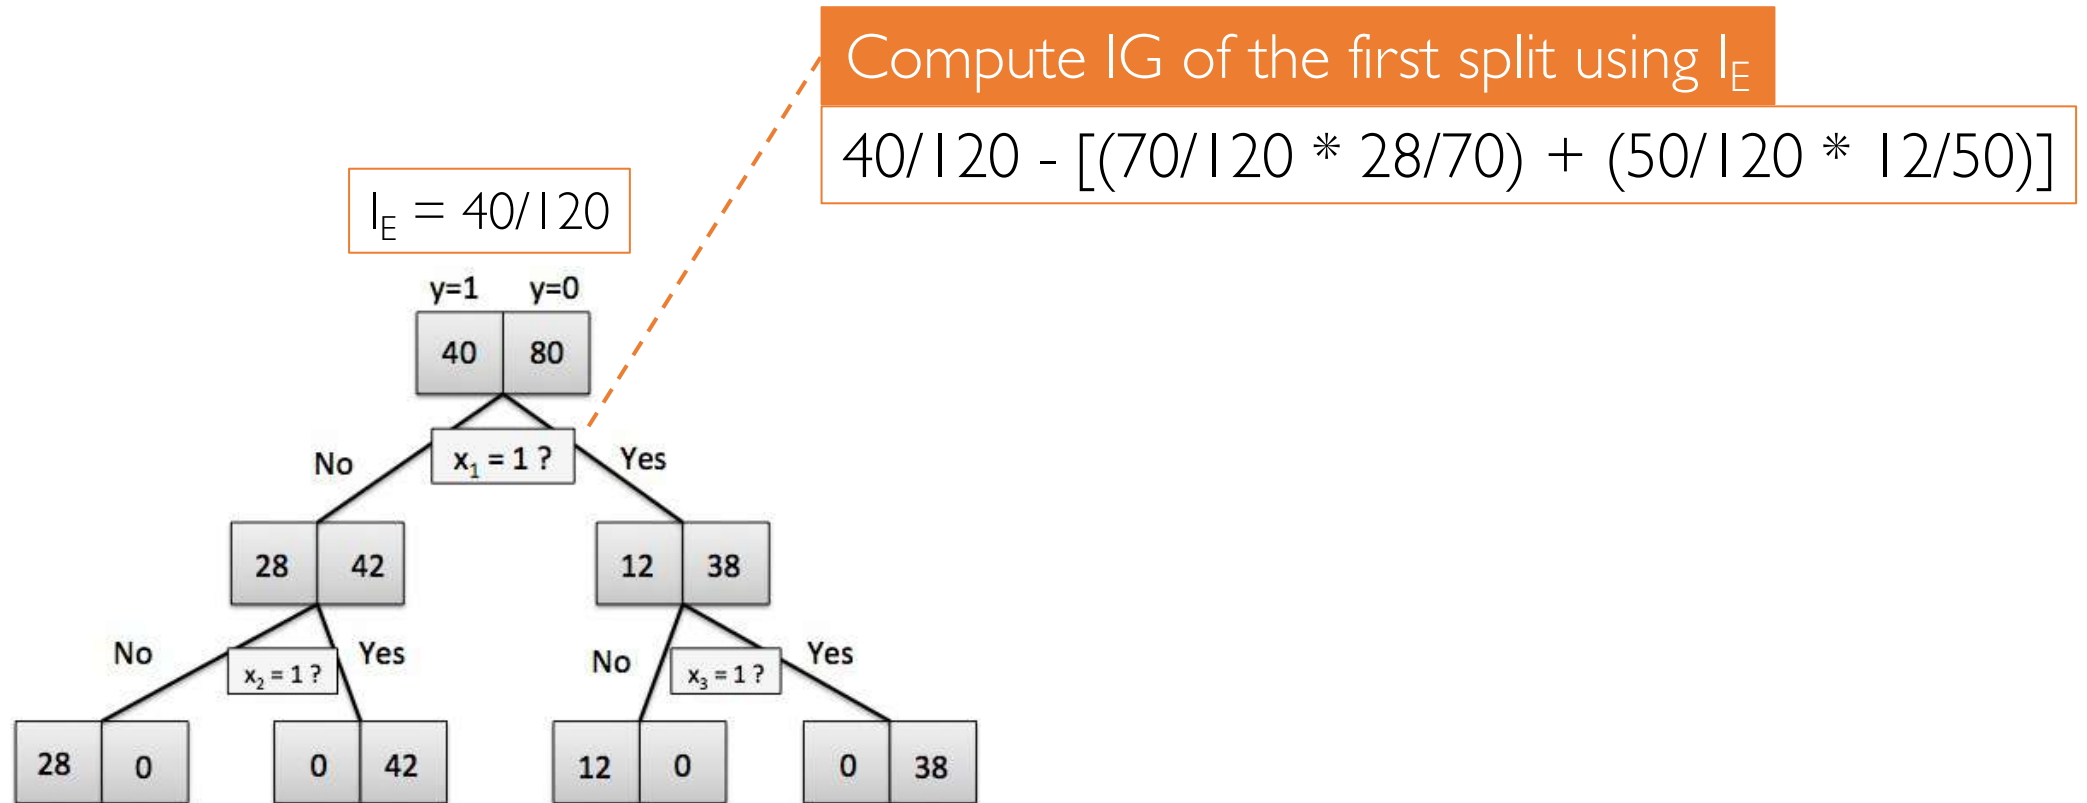 Compute IG of the first split using I_E
40/120 - [(70/120 * 28/70) + (50/120 * 12/50)]
I_E = 40/120
y=1 y=0
40 80
No x₁ = 1 ? Yes
28 42 12 38
No x₂ = 1 ? Yes No x₃ = 1 ? Yes
28 0 0 42 12 0 0 38